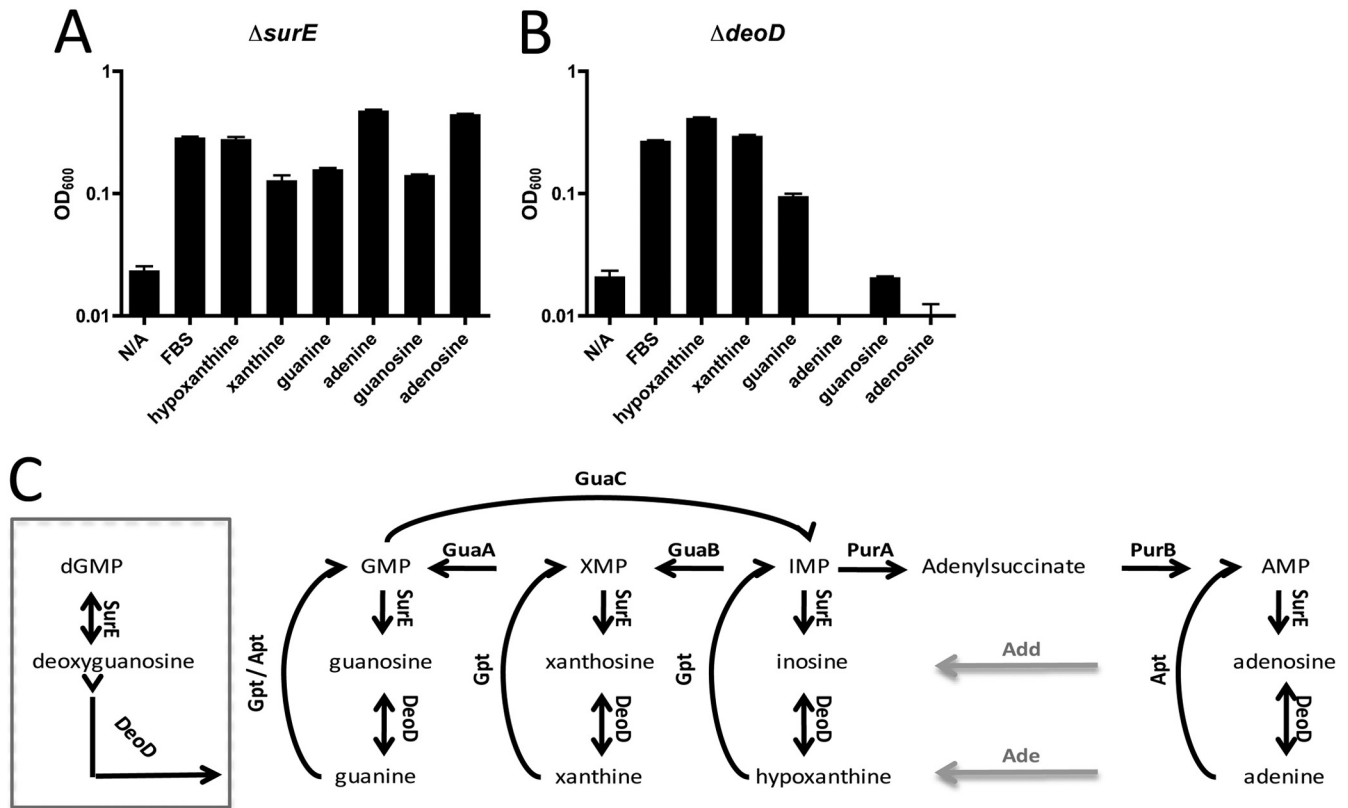 A
ΔsurE
OD600
1
0.1
0.01
N/A
FBS
hypoxanthine
xanthine
guanine
adenine
guanosine
adenosine
B
ΔdeoD
OD600
1
0.1
0.01
N/A
FBS
hypoxanthine
xanthine
guanine
adenine
guanosine
adenosine
C
GuaC
dGMP
SurE
deoxyguanosine
DeoD
GMP
GuaA
XMP
GuaB
IMP
PurA
Adenylsuccinate
PurB
AMP
SurE
SurE
SurE
SurE
Gpt / Apt
Gpt
Gpt
Apt
guanosine
xanthosine
inosine
Add
adenosine
DeoD
DeoD
DeoD
DeoD
guanine
xanthine
hypoxanthine
Ade
adenine